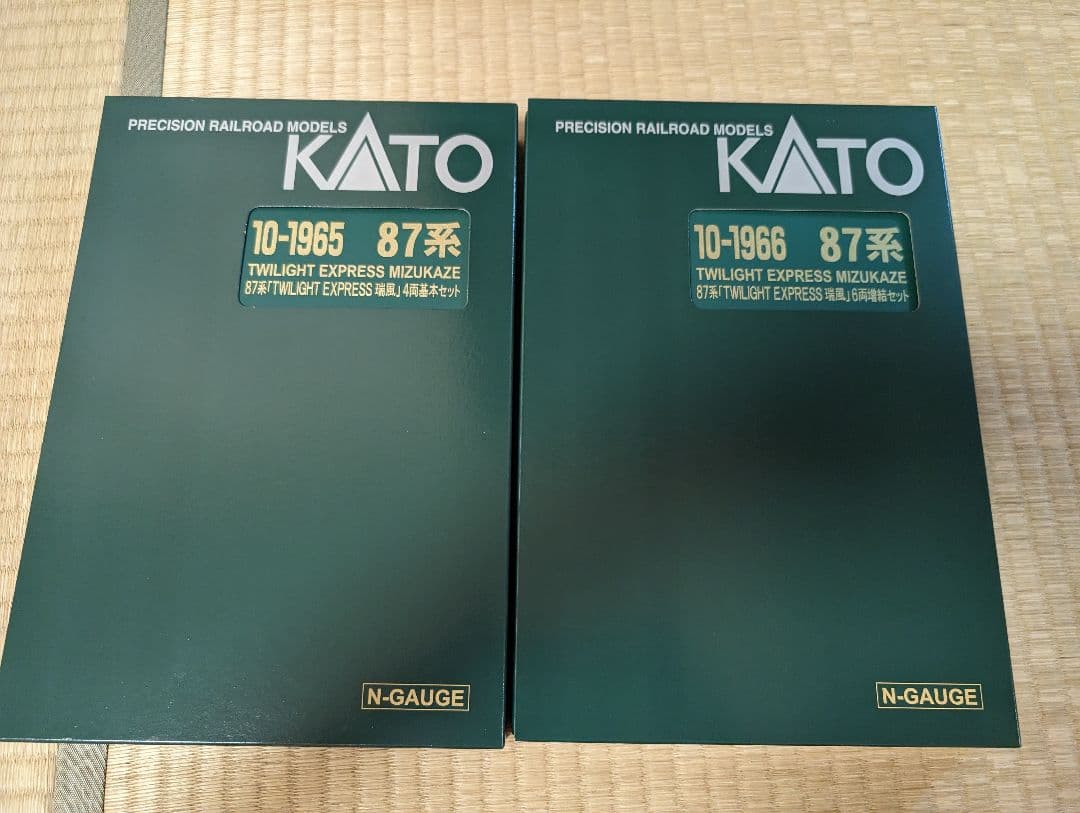 PRECISION RAILROAD MODELS
KATO
10-1965 87系
TWILIGHT EXPRESS MIZUKAZE
87系「TWILIGHT EXPRESS 瑞風」4両基本セット
N-GAUGE
PRECISION RAILROAD MODELS
KATO
10-1966 87系
TWILIGHT EXPRESS MIZUKAZE
87系「TWILIGHT EXPRESS 瑞風」6両増結セット
N-GAUGE